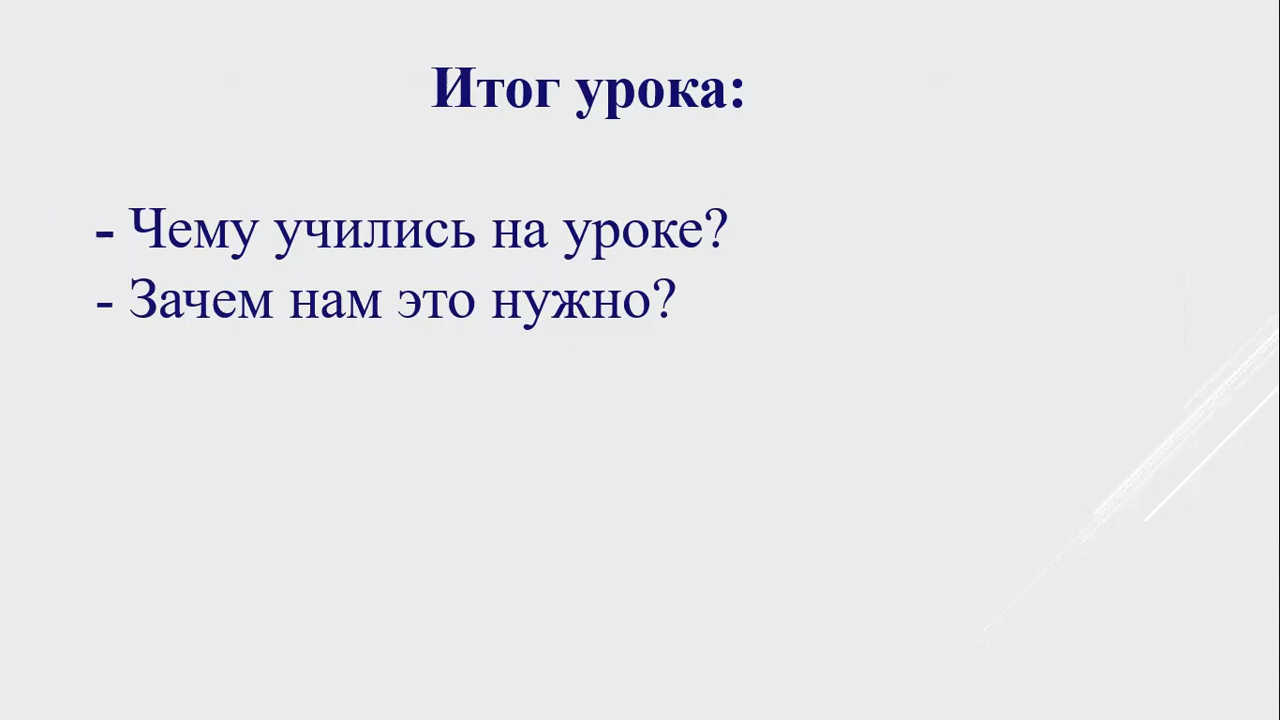 Итог урока:
- Чему учились на уроке?
- Зачем нам это нужно?